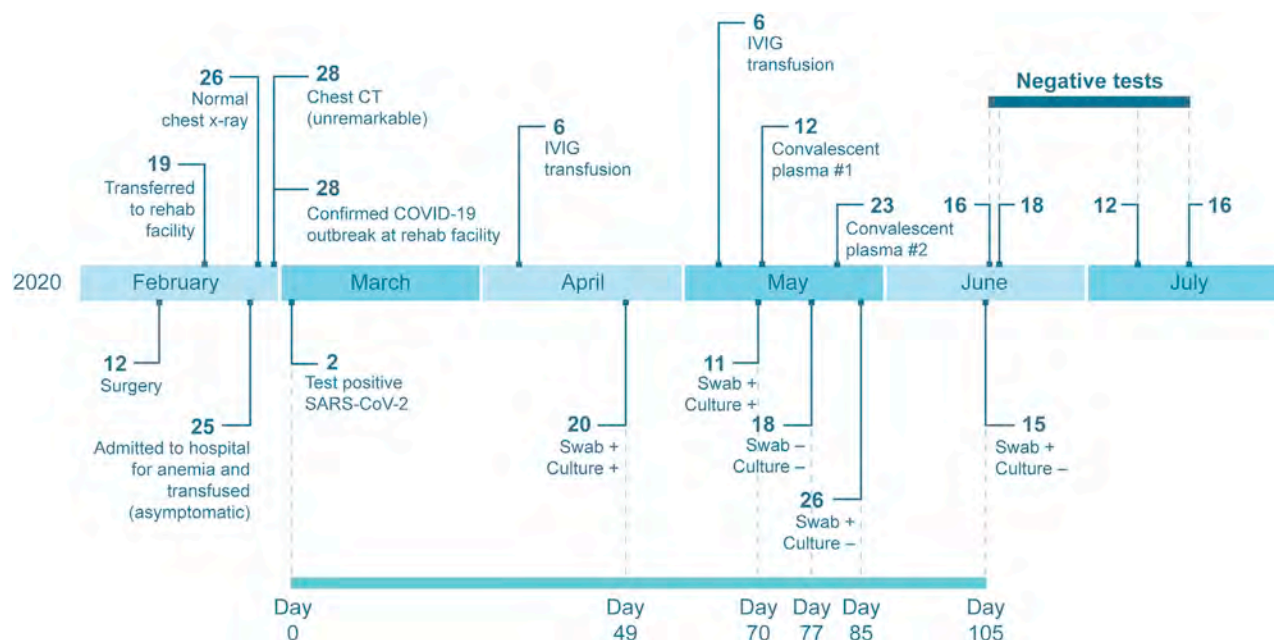 6
IVIG
transfusion
26
Normal
chest x-ray
28
Chest CT
(unremarkable)
Negative tests
6
IVIG
transfusion
12
Convalescent
plasma #1
19
Transferred
to rehab
facility
28
Confirmed COVID-19
outbreak at rehab facility
23
Convalescent
plasma #2
16
18
12
16
2020
February
March
April
May
June
July
12
Surgery
2
Test positive
SARS-CoV-2
11
Swab +
Culture +
25
Admitted to hospital
for anemia and
transfused
(asymptomatic)
20
Swab +
Culture +
18
Swab –
Culture –
15
Swab +
Culture –
26
Swab +
Culture –
Day
0
Day
49
Day
70
Day
77
Day
85
Day
105